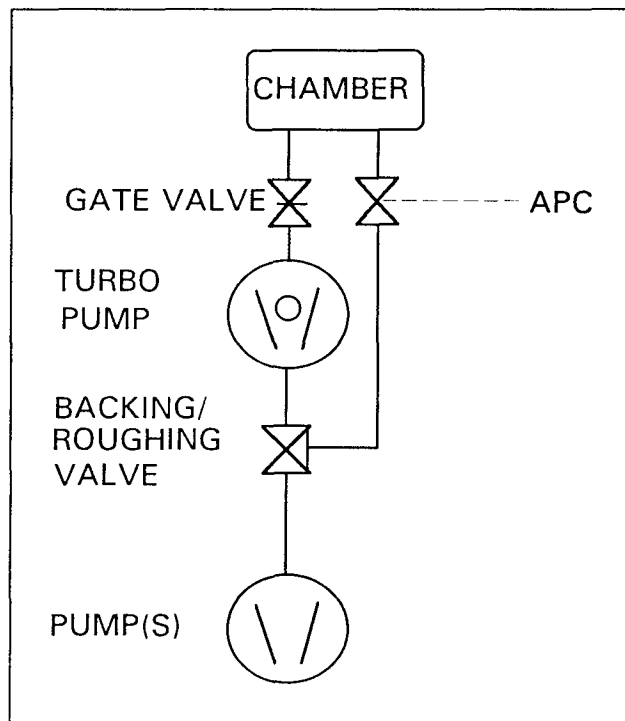 CHAMBER
GATE VALVE
APC
TURBO
PUMP
BACKING/
ROUGHING
VALVE
PUMP(S)